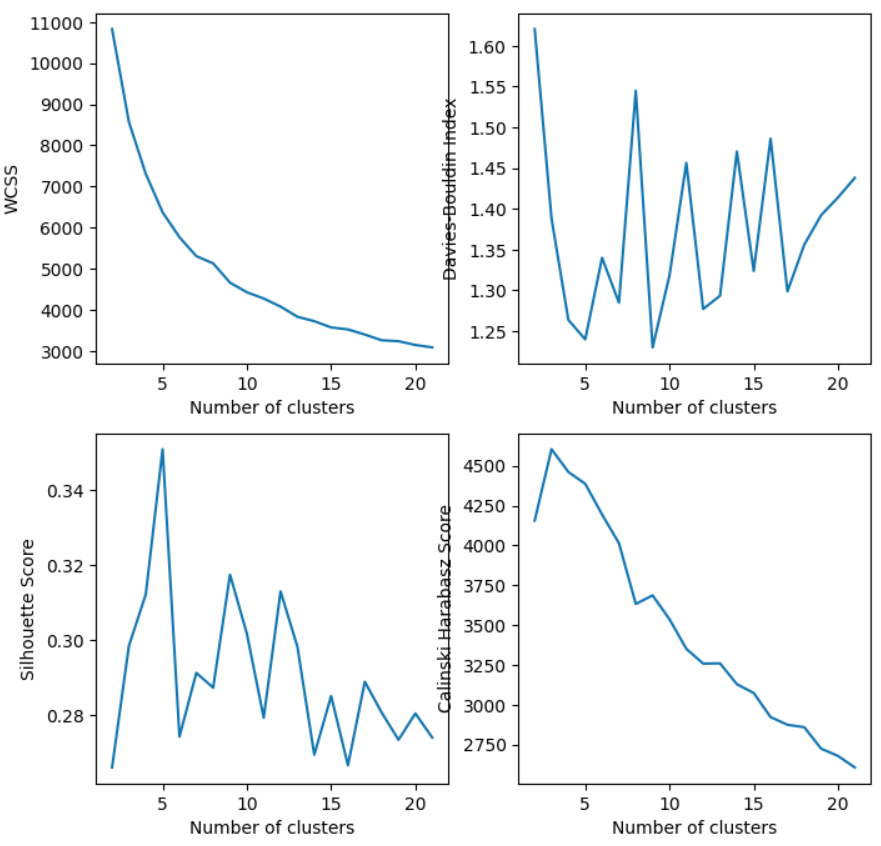 11000
10000
9000
8000
7000
6000
5000
4000
3000
WCSS
5 10 15 20
Number of clusters
1.60
1.55
1.50
1.45
1.40
1.35
1.30
1.25
Davies-Bouldin Index
5 10 15 20
Number of clusters
0.34
0.32
0.30
0.28
Silhouette Score
5 10 15 20
Number of clusters
4500
4250
4000
3750
3500
3250
3000
2750
Calinski Harabasz Score
5 10 15 20
Number of clusters